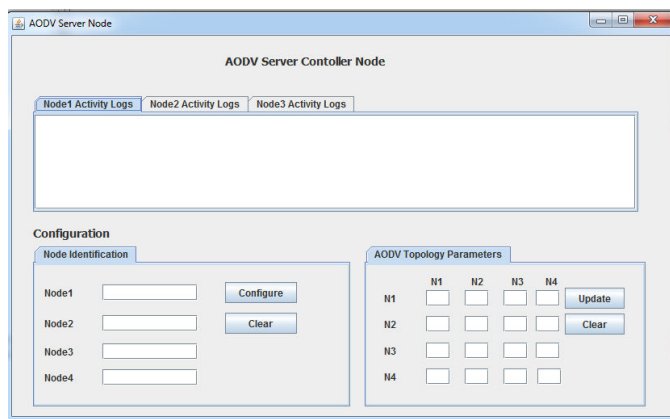 AODV Server Node
AODV Server Contoller Node
Node1 Activity Logs Node2 Activity Logs Node3 Activity Logs
Configuration
Node Identification
Node1 Configure
Node2 Clear
Node3
Node4
AODV Topology Parameters
N1 N2 N3 N4
N1 Update
N2 Clear
N3
N4